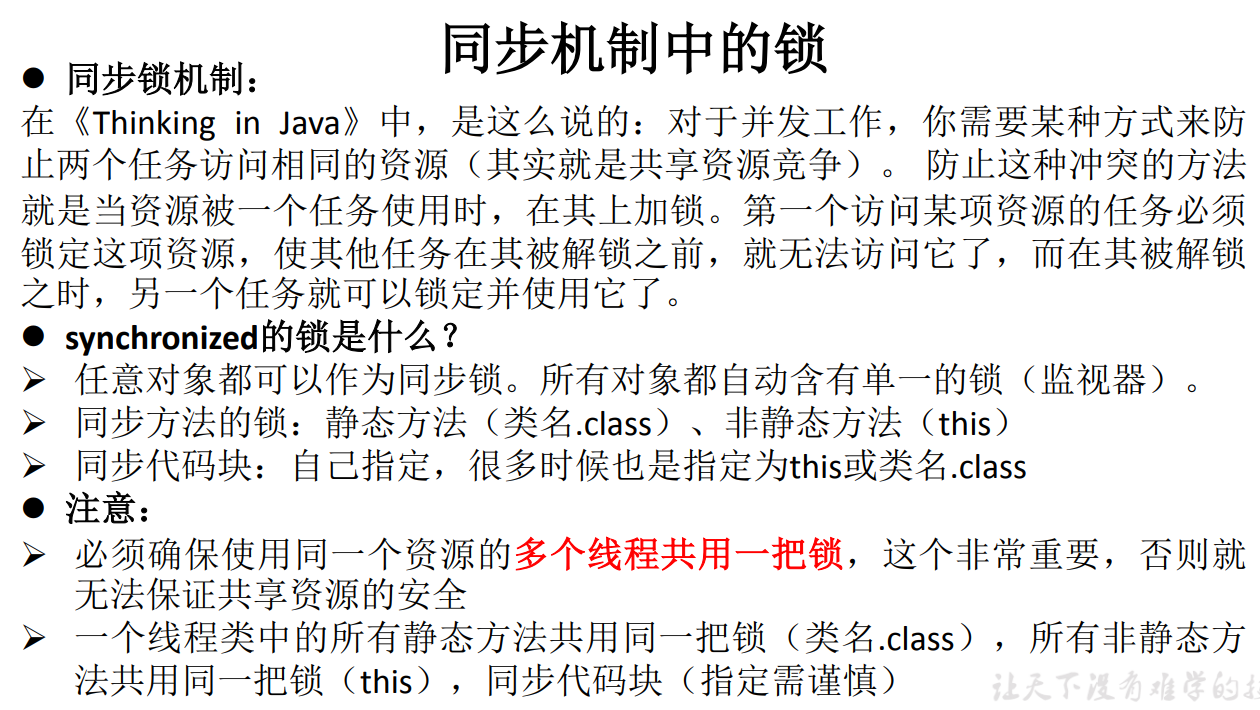 同步机制中的锁
● 同步锁机制：
在《Thinking in Java》中，是这么说的：对于并发工作，你需要某种方式来防
止两个任务访问相同的资源（其实就是共享资源竞争）。 防止这种冲突的方法
就是当资源被一个任务使用时，在其上加锁。第一个访问某项资源的任务必须
锁定这项资源，使其他任务在其被解锁之前，就无法访问它了，而在其被解锁
之时，另一个任务就可以锁定并使用它了。
● synchronized的锁是什么？
➢ 任意对象都可以作为同步锁。所有对象都自动含有单一的锁（监视器）。
➢ 同步方法的锁：静态方法（类名.class）、非静态方法（this）
➢ 同步代码块：自己指定，很多时候也是指定为this或类名.class
● 注意：
➢ 必须确保使用同一个资源的多个线程共用一把锁，这个非常重要，否则就
无法保证共享资源的安全
➢ 一个线程类中的所有静态方法共用同一把锁（类名.class），所有非静态方
法共用同一把锁（this），同步代码块（指定需谨慎）
让天下没有难学的